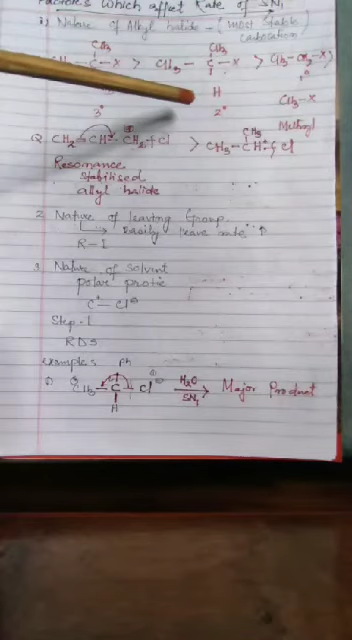 Factors which affect Rate of SN1
i) Nature of Alkyl halide - (most stable
carbocation)
CH3 CH3
C-X > CH3 - C - X > CH3-CH2-X >
H CH3-X
3° 2° Methyl
Q CH2=CH-CH2+Cl > CH3-CH-Cl
CH3
Resonance
stabilised
allyl halide
2 Nature of leaving Group.
easily leave rate ↑
R-I
3 Nature of solvent
polar protic
C+ Cl⊖
Step-1
RDS
examples
Ph
① CH3-C-Cl H2O SN1 → Major Product
H